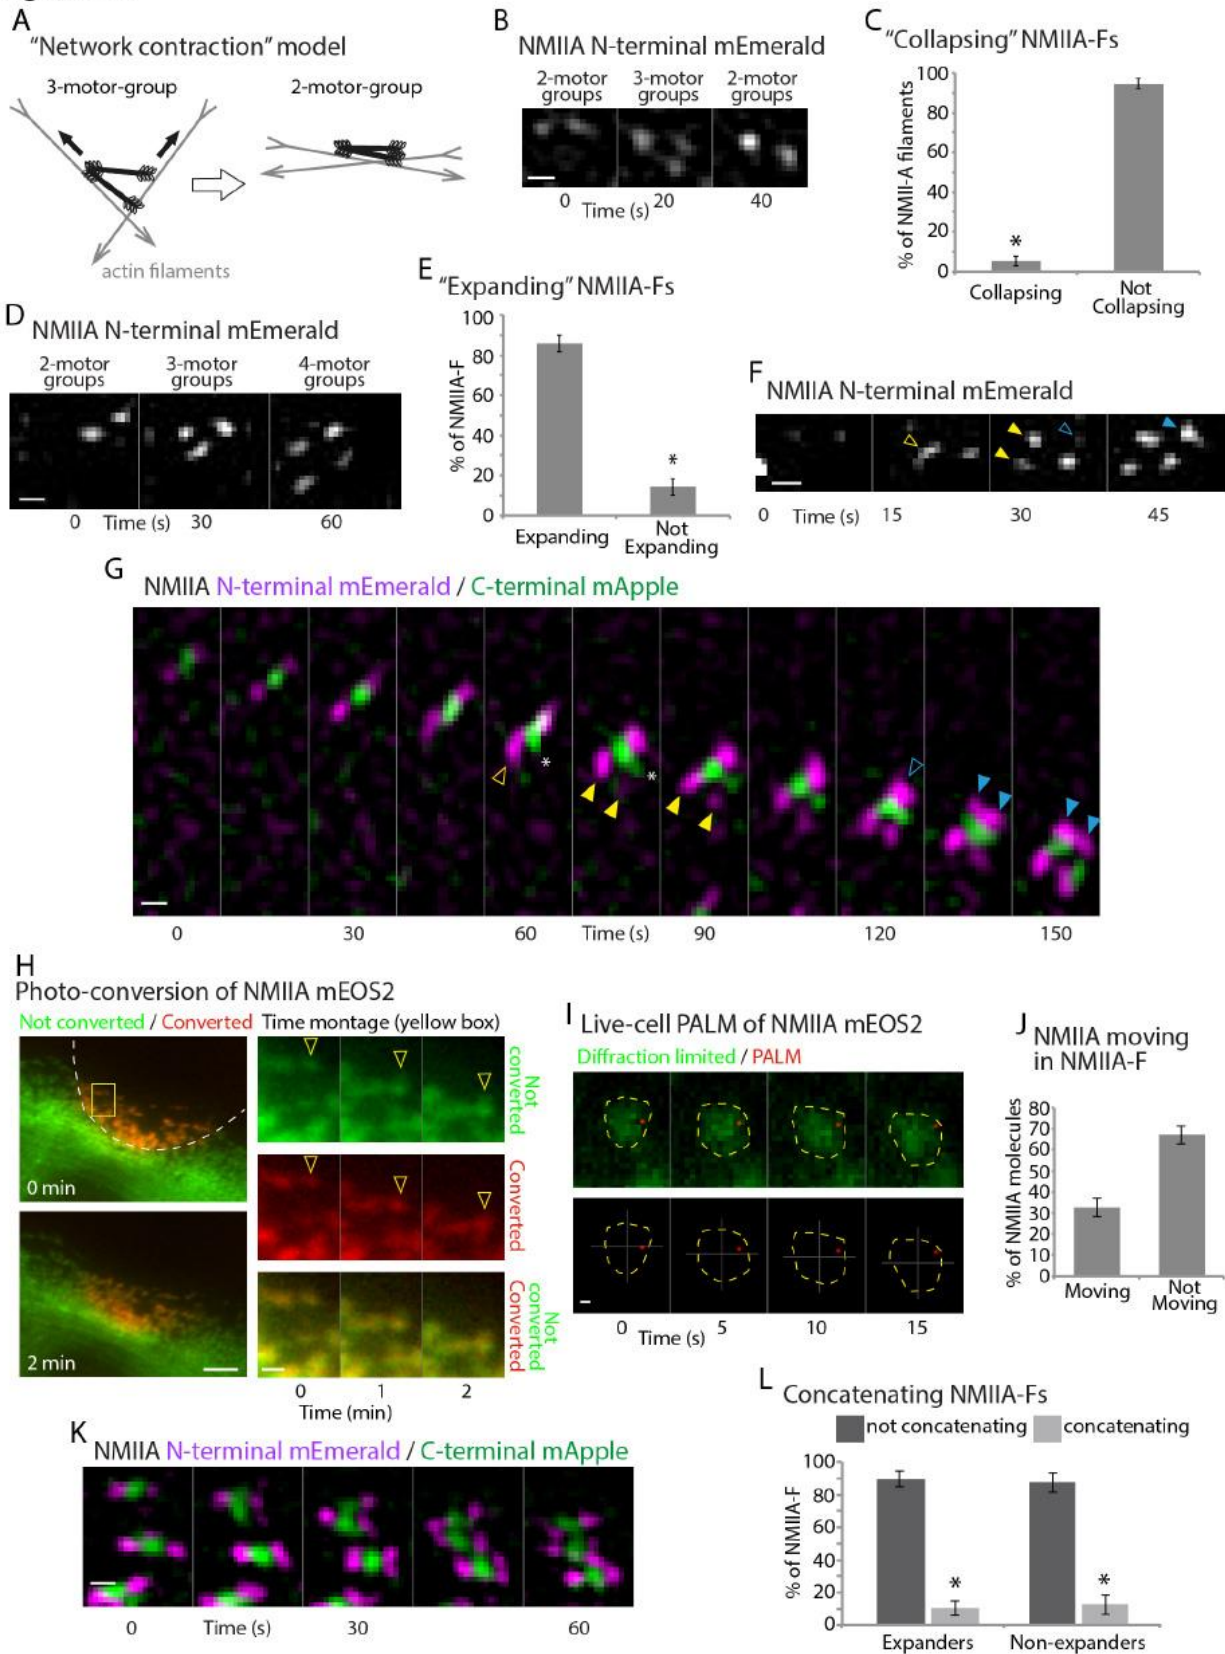 A
"Network contraction" model
3-motor-group
2-motor-group
actin filaments
B
NMIIA N-terminal mEmerald
2-motor groups
3-motor groups
2-motor groups
0 Time (s) 20 40
C
"Collapsing" NMIIA-Fs
% of NMII-A filaments
100
80
60
40
20
0
*
Collapsing
Not Collapsing
D
NMIIA N-terminal mEmerald
2-motor groups
3-motor groups
4-motor groups
0 Time (s) 30 60
E
"Expanding" NMIIA-Fs
% of NMIIA-F
100
80
60
40
20
0
*
Expanding
Not Expanding
F
NMIIA N-terminal mEmerald
0 Time (s) 15 30 45
G
NMIIA N-terminal mEmerald / C-terminal mApple
*
*
0 30 60 Time (s) 90 120 150
H
Photo-conversion of NMIIA mEOS2
Not converted / Converted
Time montage (yellow box)
0 min
2 min
Not converted
Converted
Not converted
Converted
0 1 2
Time (min)
I
Live-cell PALM of NMIIA mEOS2
Diffraction limited / PALM
0 Time (s) 5 10 15
J
NMIIA moving
in NMIIA-F
% of NMIIA molecules
80
70
60
50
40
30
20
10
0
Moving
Not Moving
K
NMIIA N-terminal mEmerald / C-terminal mApple
0 Time (s) 30 60
L
Concatenating NMIIA-Fs
not concatenating concatenating
% of NMIIA-F
100
80
60
40
20
0
*
*
Expanders Non-expanders